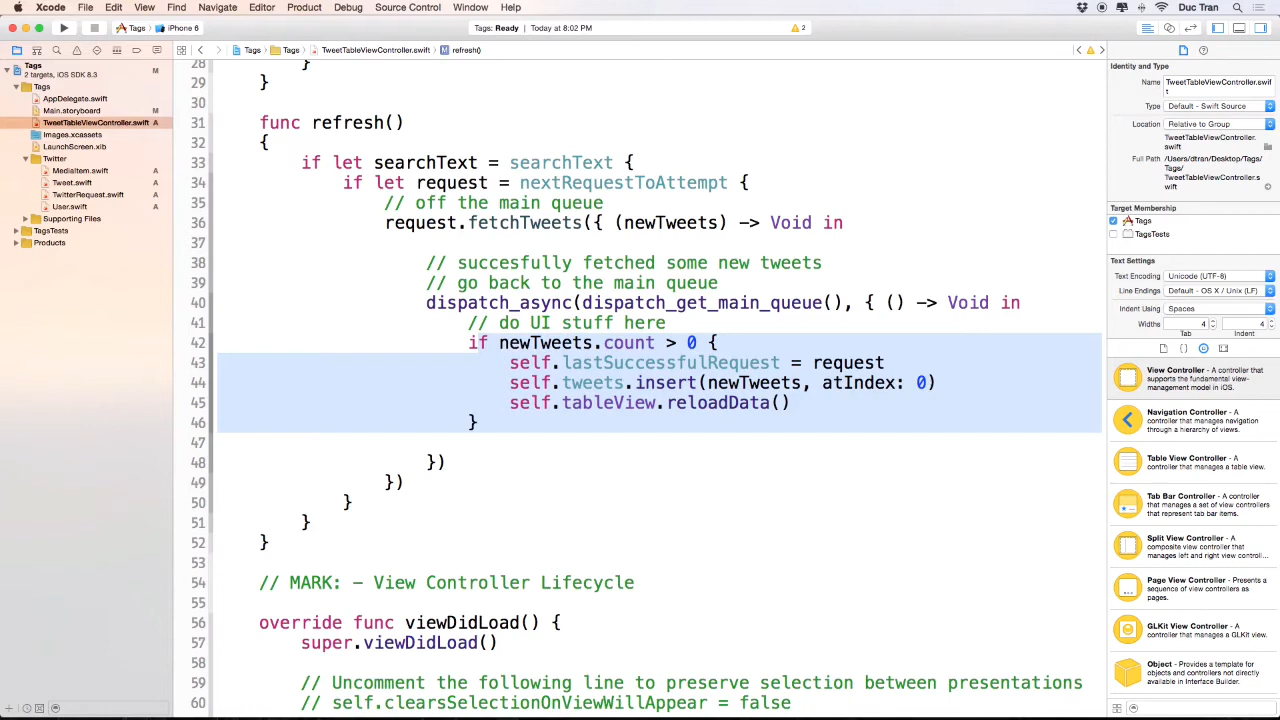 Xcode File Edit View Find Navigate Editor Product Debug Source Control Window Help Duc Tran
Tags iPhone 6 Tags: Ready | Today at 8:02 PM 2
Tags Tags TweetTableViewController.swift refresh()
Tags
2 targets, iOS SDK 8.3
M
Tags
AppDelegate.swift
Main.storyboard M
TweetTableViewController.swift A
Images.xcassets
LaunchScreen.xib
Twitter
MediaItem.swift A
Tweet.swift A
TwitterRequest.swift A
User.swift A
Supporting Files
TagsTests
Products
28 }
29 }
30
31 func refresh()
32 {
33 if let searchText = searchText {
34 if let request = nextRequestToAttempt {
35 // off the main queue
36 request.fetchTweets({ (newTweets) -> Void in
37
38 // succesfully fetched some new tweets
39 // go back to the main queue
40 dispatch_async(dispatch_get_main_queue(), { () -> Void in
41 // do UI stuff here
42 if newTweets.count > 0 {
43 self.lastSuccessfulRequest = request
44 self.tweets.insert(newTweets, atIndex: 0)
45 self.tableView.reloadData()
46 }
47
48 })
49 })
50 }
51 }
52 }
53
54 // MARK: - View Controller Lifecycle
55
56 override func viewDidLoad() {
57 super.viewDidLoad()
58
59 // Uncomment the following line to preserve selection between presentations
60 // self.clearsSelectionOnViewWillAppear = false
Identity and Type
Name TweetTableViewController.swif
t
Type Default - Swift Source
Location Relative to Group
TweetTableViewController.
swift
Full Path /Users/dtran/Desktop/Tags/
Tags/
TweetTableViewController.s
wift
Target Membership
Tags
TagsTests
Text Settings
Text Encoding Unicode (UTF-8)
Line Endings Default - OS X / Unix (LF)
Indent Using Spaces
Widths 4 4
Tab Indent
{ }
View Controller - A controller that
supports the fundamental view-
management model in iOS.
Navigation Controller - A
controller that manages navigation
through a hierarchy of views.
Table View Controller - A
controller that manages a table view.
Tab Bar Controller - A controller
that manages a set of view controllers
that represent tab bar items.
Split View Controller - A
composite view controller that
manages left and right view controll...
Page View Controller - Presents a
sequence of view controllers as
pages.
GLKit View Controller - A
controller that manages a GLKit view.
Object - Provides a template for
objects and controllers not directly
available in Interface Builder.